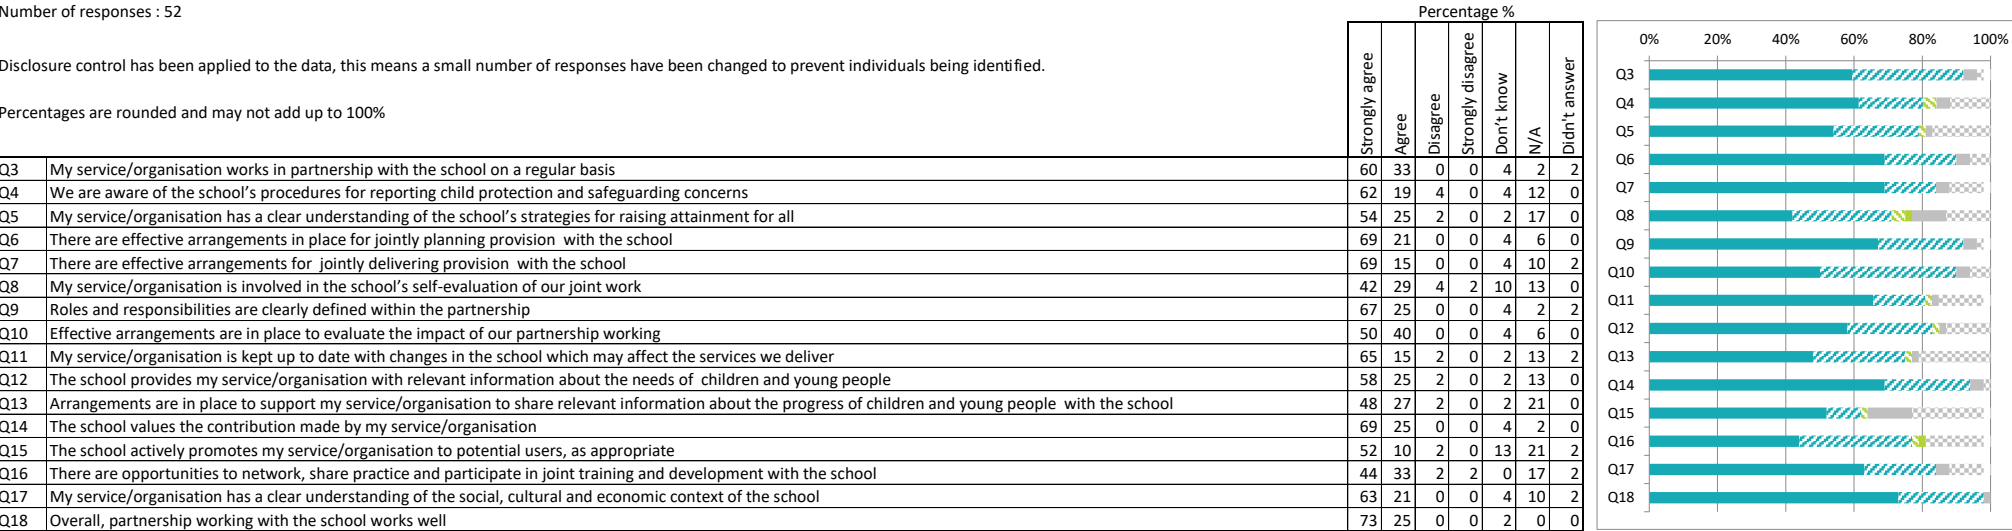 Number of responses : 52
Percentage %
Disclosure control has been applied to the data, this means a small number of responses have been changed to prevent individuals being identified.
Percentages are rounded and may not add up to 100%
Strongly agree
Agree
Disagree
Strongly disagree
Don't know
N/A
Didn't answer
Q3 My service/organisation works in partnership with the school on a regular basis 60 33 0 0 4 2 2
Q4 We are aware of the school’s procedures for reporting child protection and safeguarding concerns 62 19 4 0 4 12 0
Q5 My service/organisation has a clear understanding of the school’s strategies for raising attainment for all 54 25 2 0 2 17 0
Q6 There are effective arrangements in place for jointly planning provision with the school 69 21 0 0 4 6 0
Q7 There are effective arrangements for jointly delivering provision with the school 69 15 0 0 4 10 2
Q8 My service/organisation is involved in the school’s self-evaluation of our joint work 42 29 4 2 10 13 0
Q9 Roles and responsibilities are clearly defined within the partnership 67 25 0 0 4 2 2
Q10 Effective arrangements are in place to evaluate the impact of our partnership working 50 40 0 0 4 6 0
Q11 My service/organisation is kept up to date with changes in the school which may affect the services we deliver 65 15 2 0 2 13 2
Q12 The school provides my service/organisation with relevant information about the needs of children and young people 58 25 2 0 2 13 0
Q13 Arrangements are in place to support my service/organisation to share relevant information about the progress of children and young people with the school 48 27 2 0 2 21 0
Q14 The school values the contribution made by my service/organisation 69 25 0 0 4 2 0
Q15 The school actively promotes my service/organisation to potential users, as appropriate 52 10 2 0 13 21 2
Q16 There are opportunities to network, share practice and participate in joint training and development with the school 44 33 2 2 0 17 2
Q17 My service/organisation has a clear understanding of the social, cultural and economic context of the school 63 21 0 0 4 10 2
Q18 Overall, partnership working with the school works well 73 25 0 0 2 0 0
0% 20% 40% 60% 80% 100%
Q3
Q4
Q5
Q6
Q7
Q8
Q9
Q10
Q11
Q12
Q13
Q14
Q15
Q16
Q17
Q18